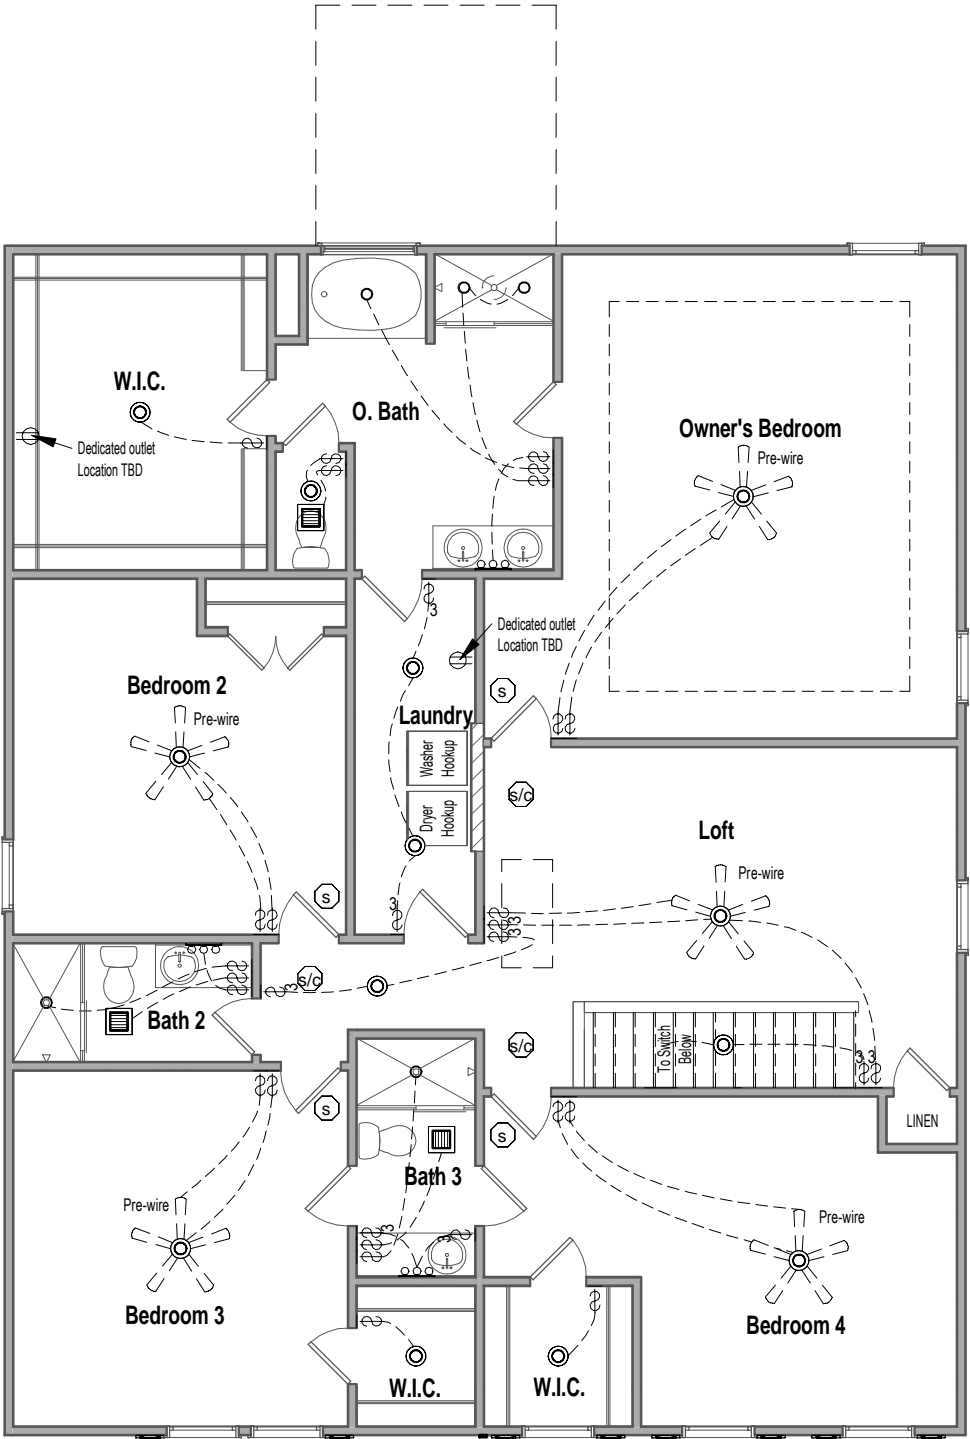 W.I.C.
O. Bath
Dedicated outlet
Location TBD
Owner's Bedroom
Pre-wire
3
Dedicated outlet
Location TBD
Bedroom 2
Pre-wire
S
Laundry
Washer
Hookup
Dryer
Hookup
s/c
Loft
Pre-wire
S
3
3
3
s/c
3
Bath 2
s/c
To Switch
Below
3 3
S
S
LINEN
Bath 3
Pre-wire
Pre-wire
3
3
Bedroom 3
Bedroom 4
W.I.C.
W.I.C.